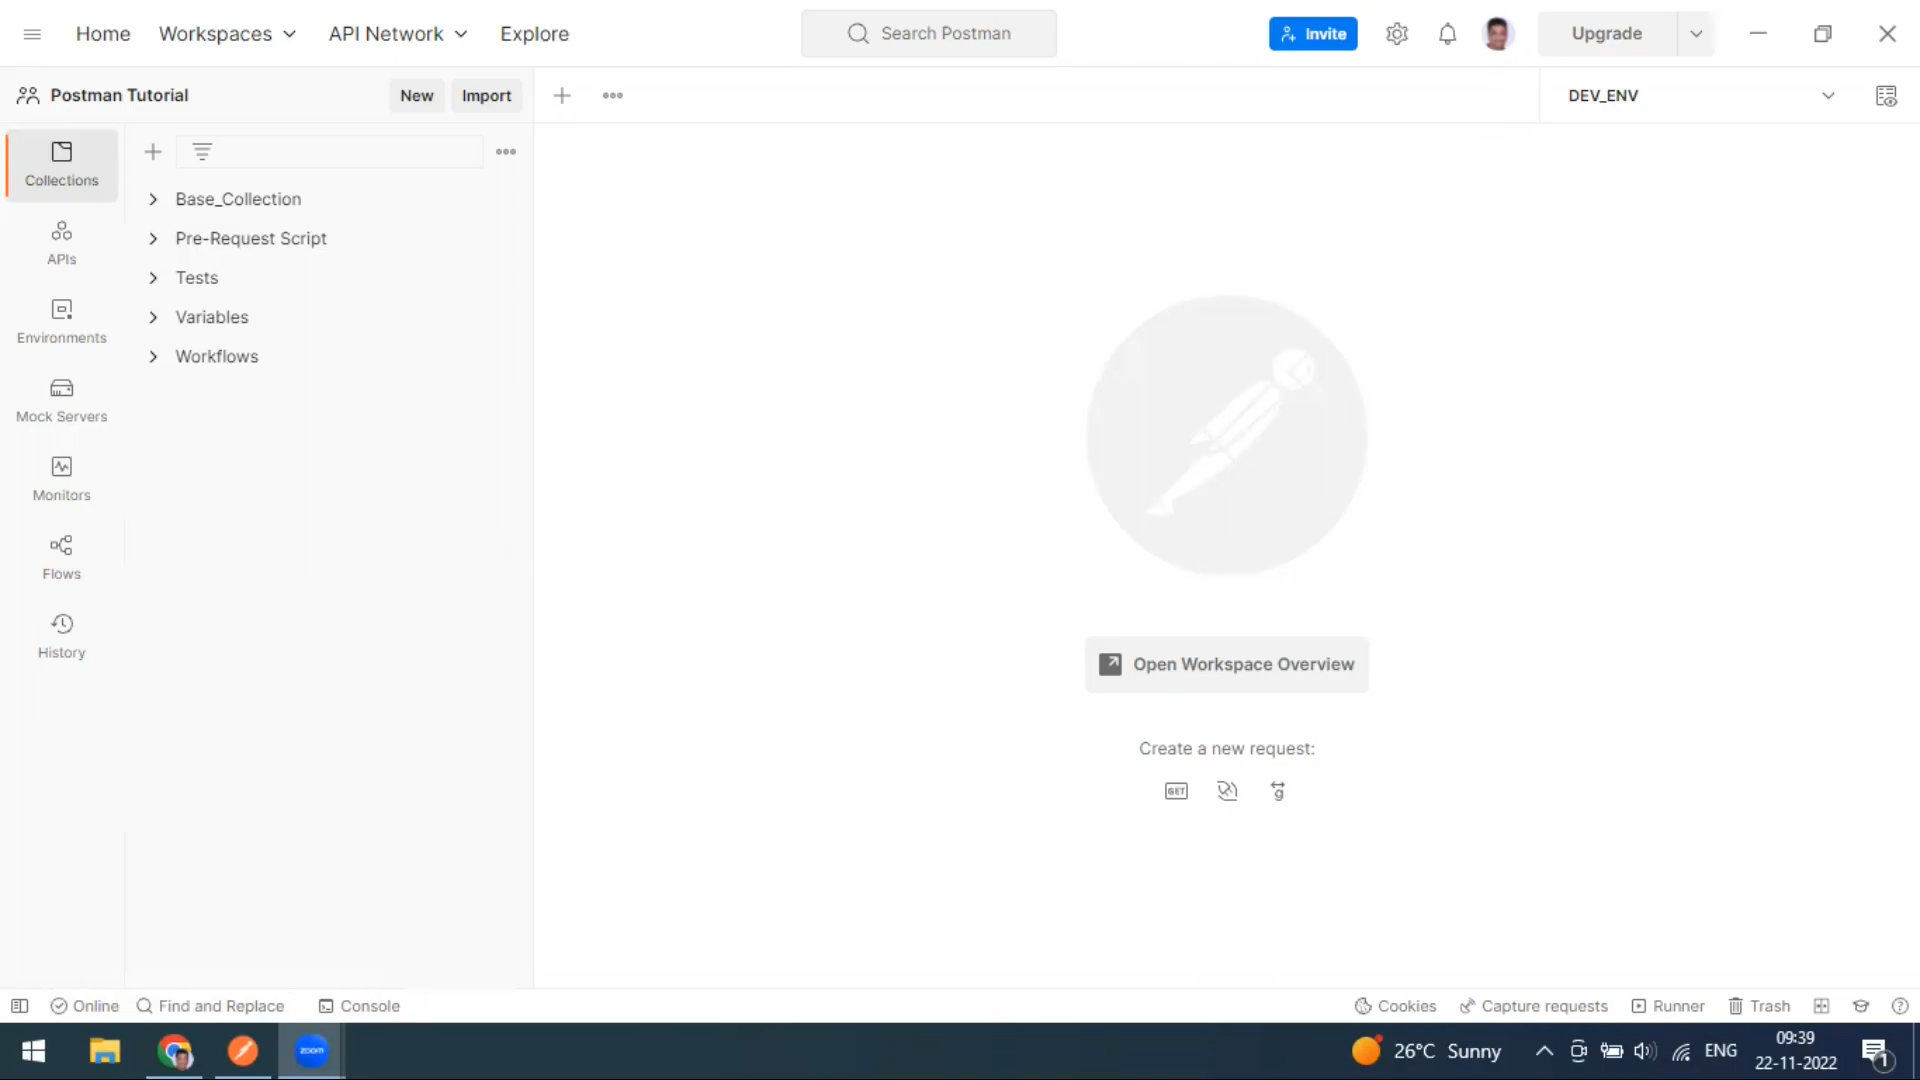 Home Workspaces API Network Explore Search Postman Invite Upgrade
Postman Tutorial New Import DEV_ENV
Collections
APIs
Environments
Mock Servers
Monitors
Flows
History
Base_Collection
Pre-Request Script
Tests
Variables
Workflows
Open Workspace Overview
Create a new request:
GET
g
Online Find and Replace Console Cookies Capture requests Runner Trash
zoom 26°C Sunny ENG 09:39
22-11-2022 1